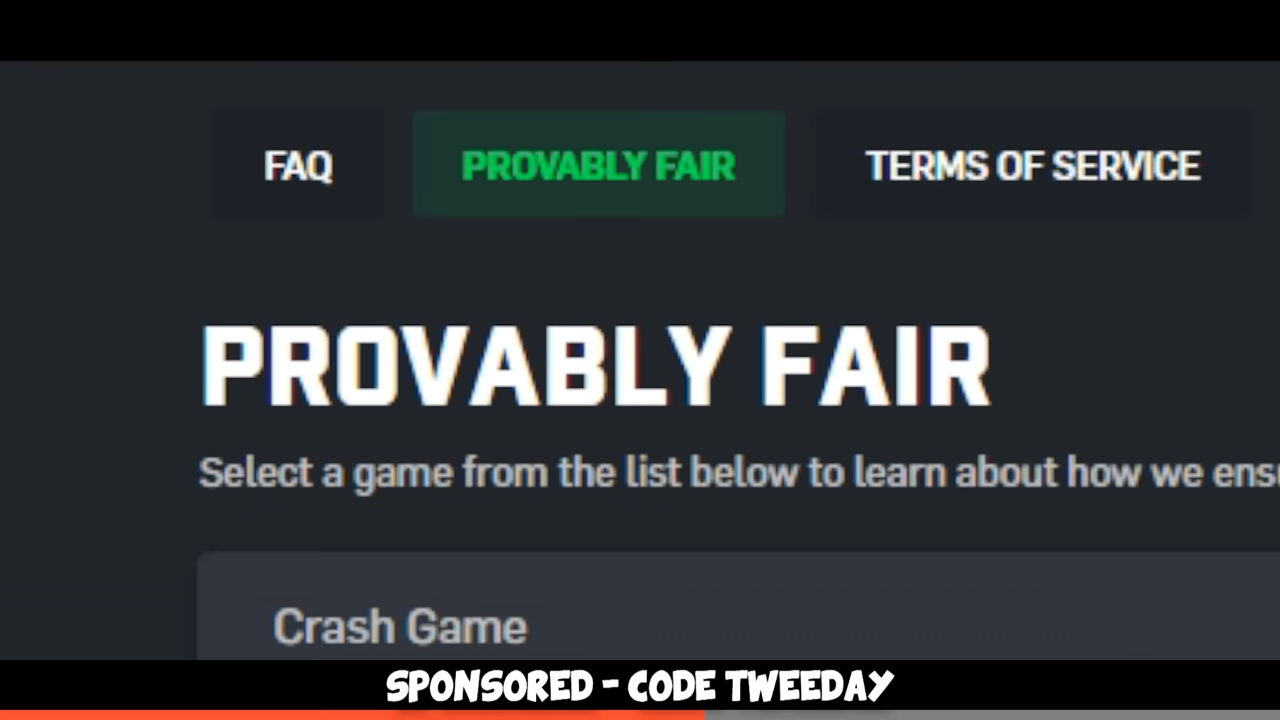 FAQ PROVABLY FAIR TERMS OF SERVICE
PROVABLY FAIR
Select a game from the list below to learn about how we
Crash Game
SPONSORED - CODE TWEEDAY